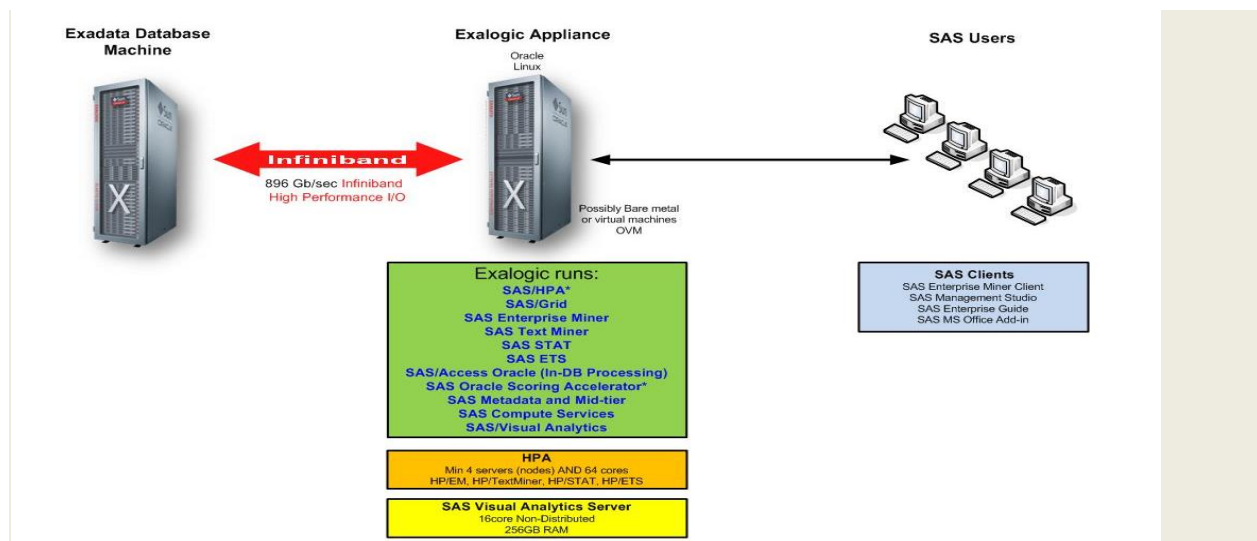 Exadata Database
Machine
Exalogic Appliance
Oracle
Linux
SAS Users
Sun
ORACLE
X
Infiniband
896 Gb/sec Infiniband
High Performance I/O
Sun
ORACLE
X
Possibly Bare metal
or virtual machines
OVM
Exalogic runs:
SAS/HPA*
SAS/Grid
SAS Enterprise Miner
SAS Text Miner
SAS STAT
SAS ETS
SAS/Access Oracle (In-DB Processing)
SAS Oracle Scoring Accelerator*
SAS Metadata and Mid-tier
SAS Compute Services
SAS/Visual Analytics
SAS Clients
SAS Enterprise Miner Client
SAS Management Studio
SAS Enterprise Guide
SAS MS Office Add-in
HPA
Min 4 servers (nodes) AND 64 cores
HP/EM, HP/TextMiner, HP/STAT, HP/ETS
SAS Visual Analytics Server
16core Non-Distributed
256GB RAM